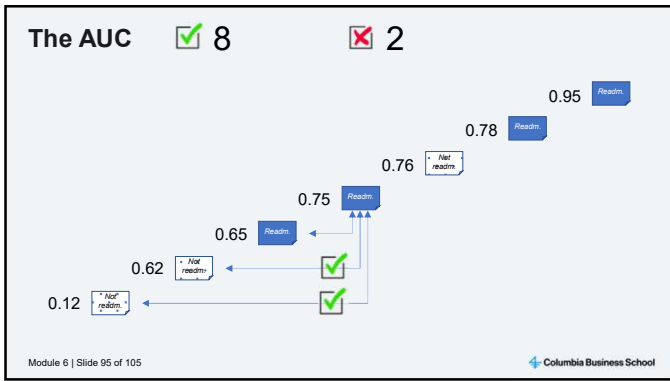 The AUC 8 2
0.95 Readm.
0.78 Readm.
0.76 Not
readm.
0.75 Readm.
0.65 Readm.
0.62 Not
readm.
0.12 Not
readm.
Module 6 | Slide 95 of 105
Columbia Business School